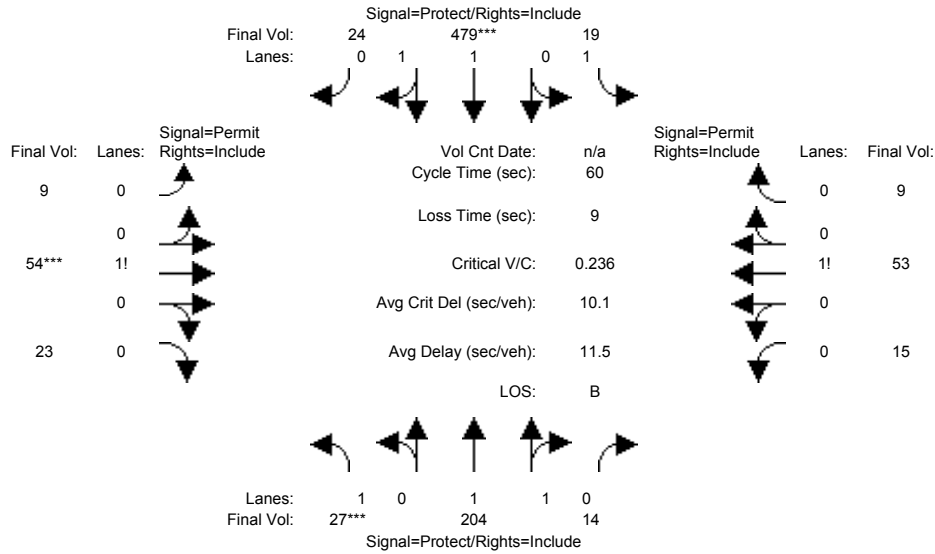 Signal=Protect/Rights=Include
Final Vol: 24 479*** 19
Lanes: 0 1 1 0 1
Signal=Permit
Final Vol: Lanes: Rights=Include
Vol Cnt Date: n/a
Signal=Permit
Rights=Include Lanes: Final Vol:
Cycle Time (sec): 60
9 0
0 9
Loss Time (sec): 9
0
0
54*** 1!
Critical V/C: 0.236
1! 53
0
Avg Crit Del (sec/veh): 10.1
0
23 0
Avg Delay (sec/veh): 11.5
0 15
LOS: B
Lanes: 1 0 1 1 0
Final Vol: 27*** 204 14
Signal=Protect/Rights=Include